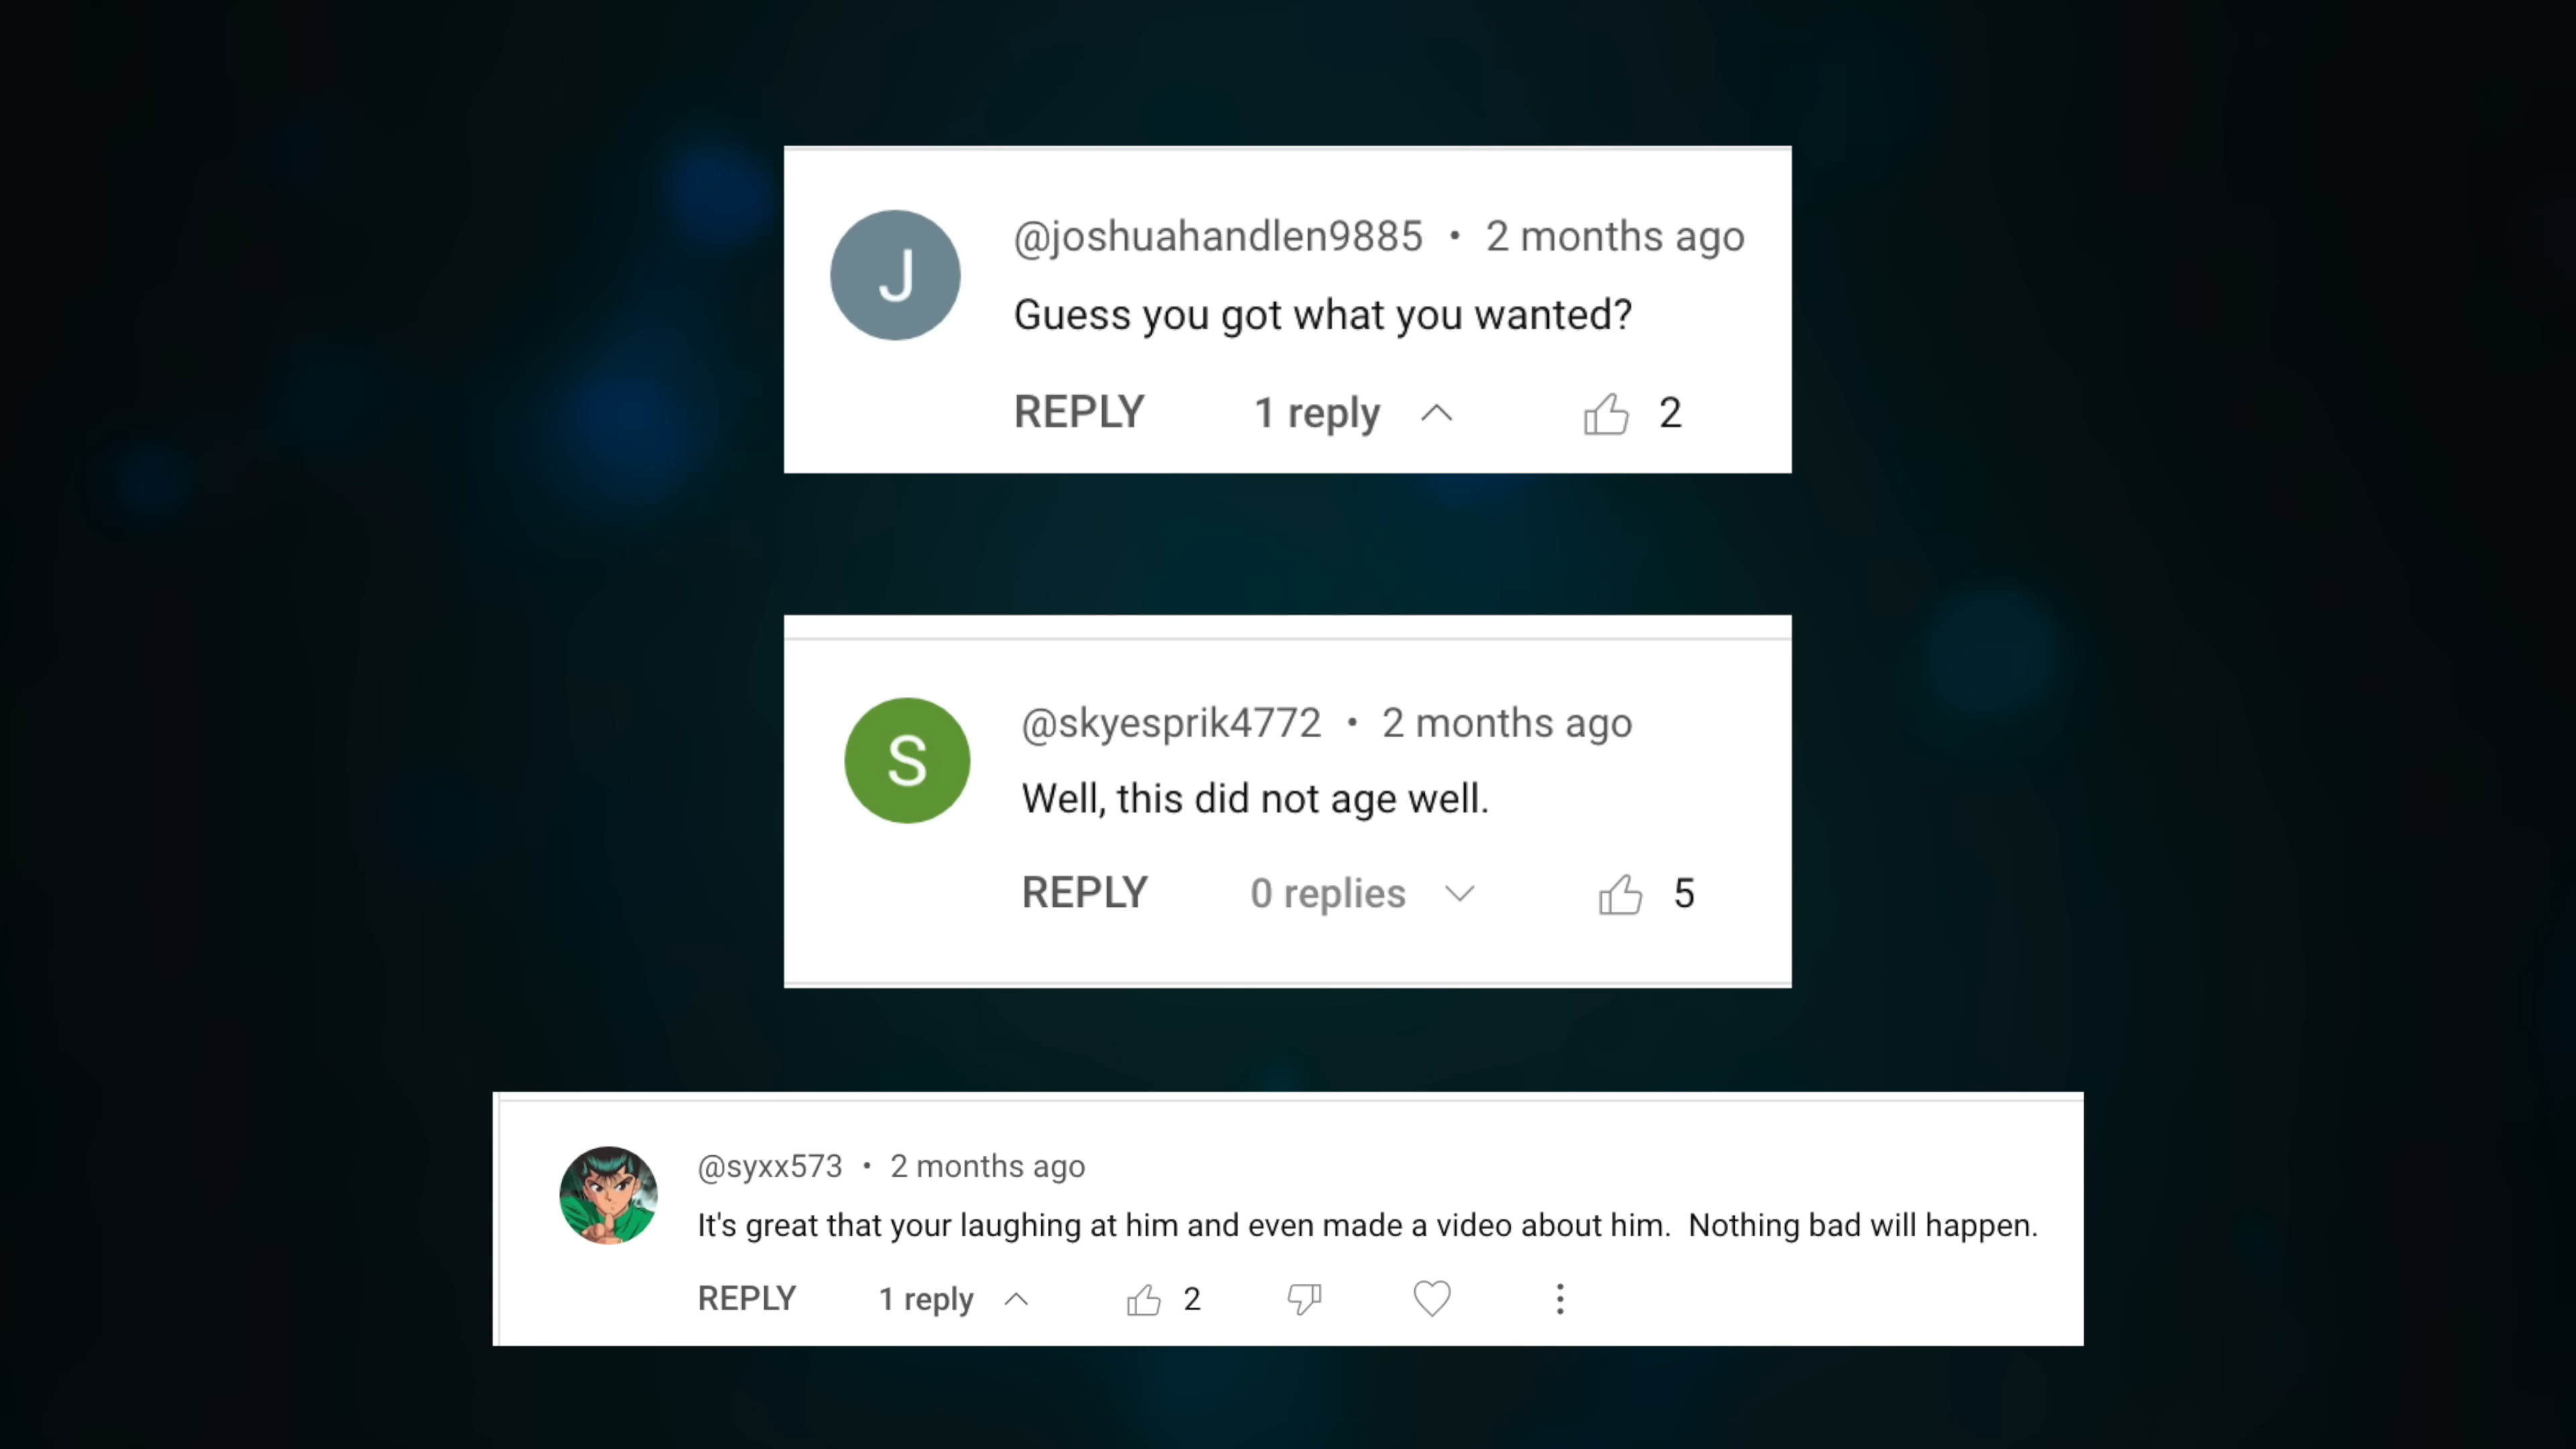 J
@joshuahandlen9885 • 2 months ago
Guess you got what you wanted?
REPLY 1 reply 2
S
@skyesprik4772 • 2 months ago
Well, this did not age well.
REPLY 0 replies 5
@syxx573 • 2 months ago
It's great that your laughing at him and even made a video about him. Nothing bad will happen.
REPLY 1 reply 2